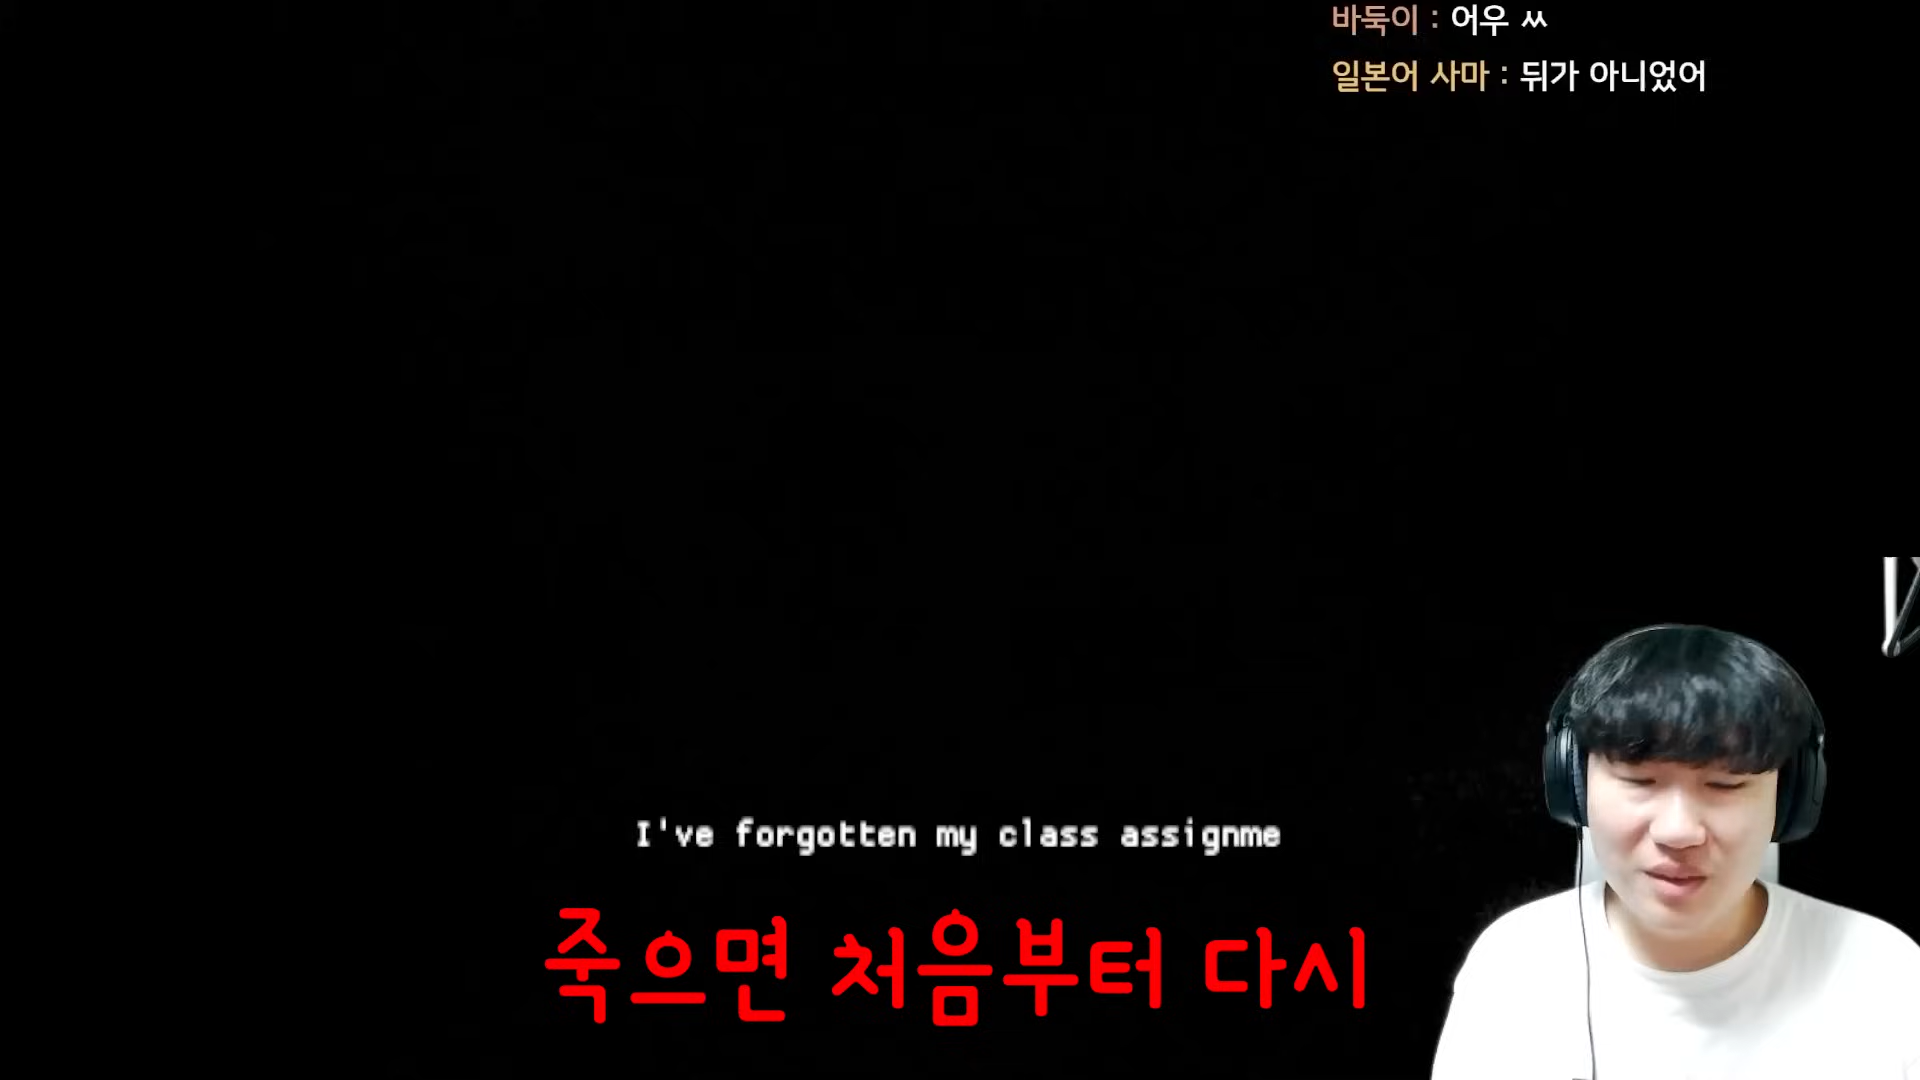 바둑이 : 어우 ㅆ
일본어 사마 : 뒤가 아니었어
I've forgotten my class assignme
죽으면 처음부터 다시